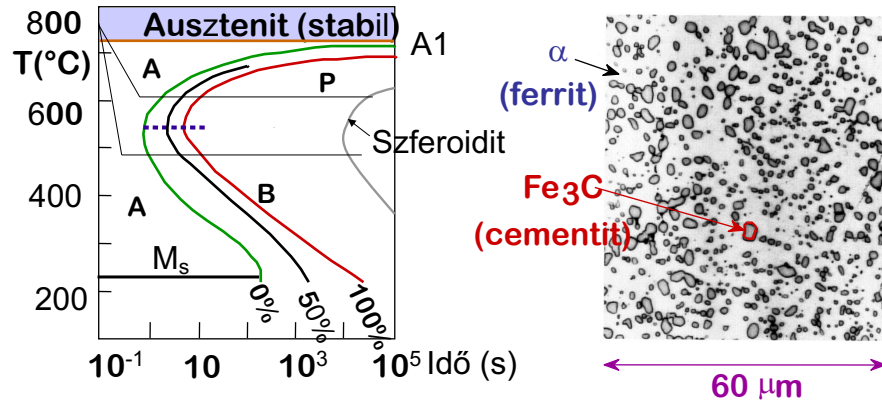 800
Ausztenit (stabil)
A1
T(°C)
A
P
600
Szferoidit
400
A
B
Ms
200
0%
50%
100%
10⁻¹
10
10³
10⁵
Idő (s)
α
(ferrit)
Fe₃C
(cementit)
60 μm